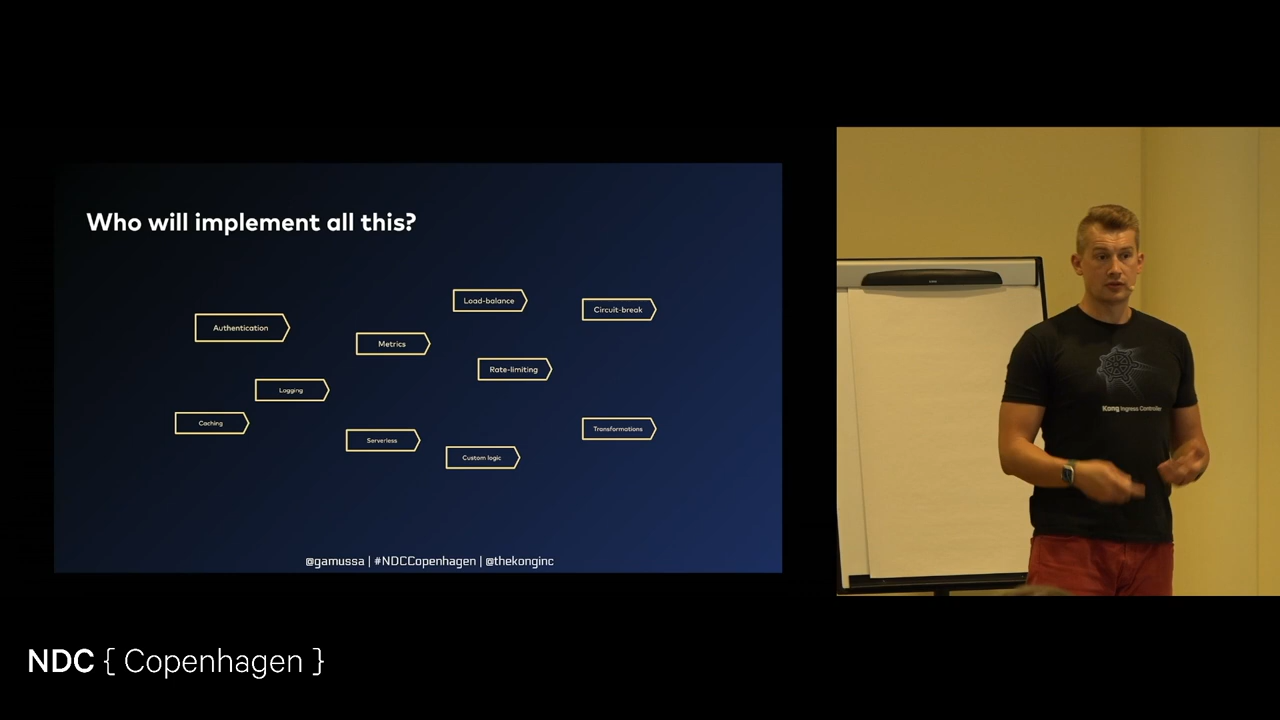 Who will implement all this?
Load-balance
Circuit-break
Authentication
Metrics
Rate-limiting
Logging
Caching
Serverless
Transformations
Custom logic
@gamussa | #NDCCopenhagen | @thekonginc
Kong Ingress Controller
NDC { Copenhagen }